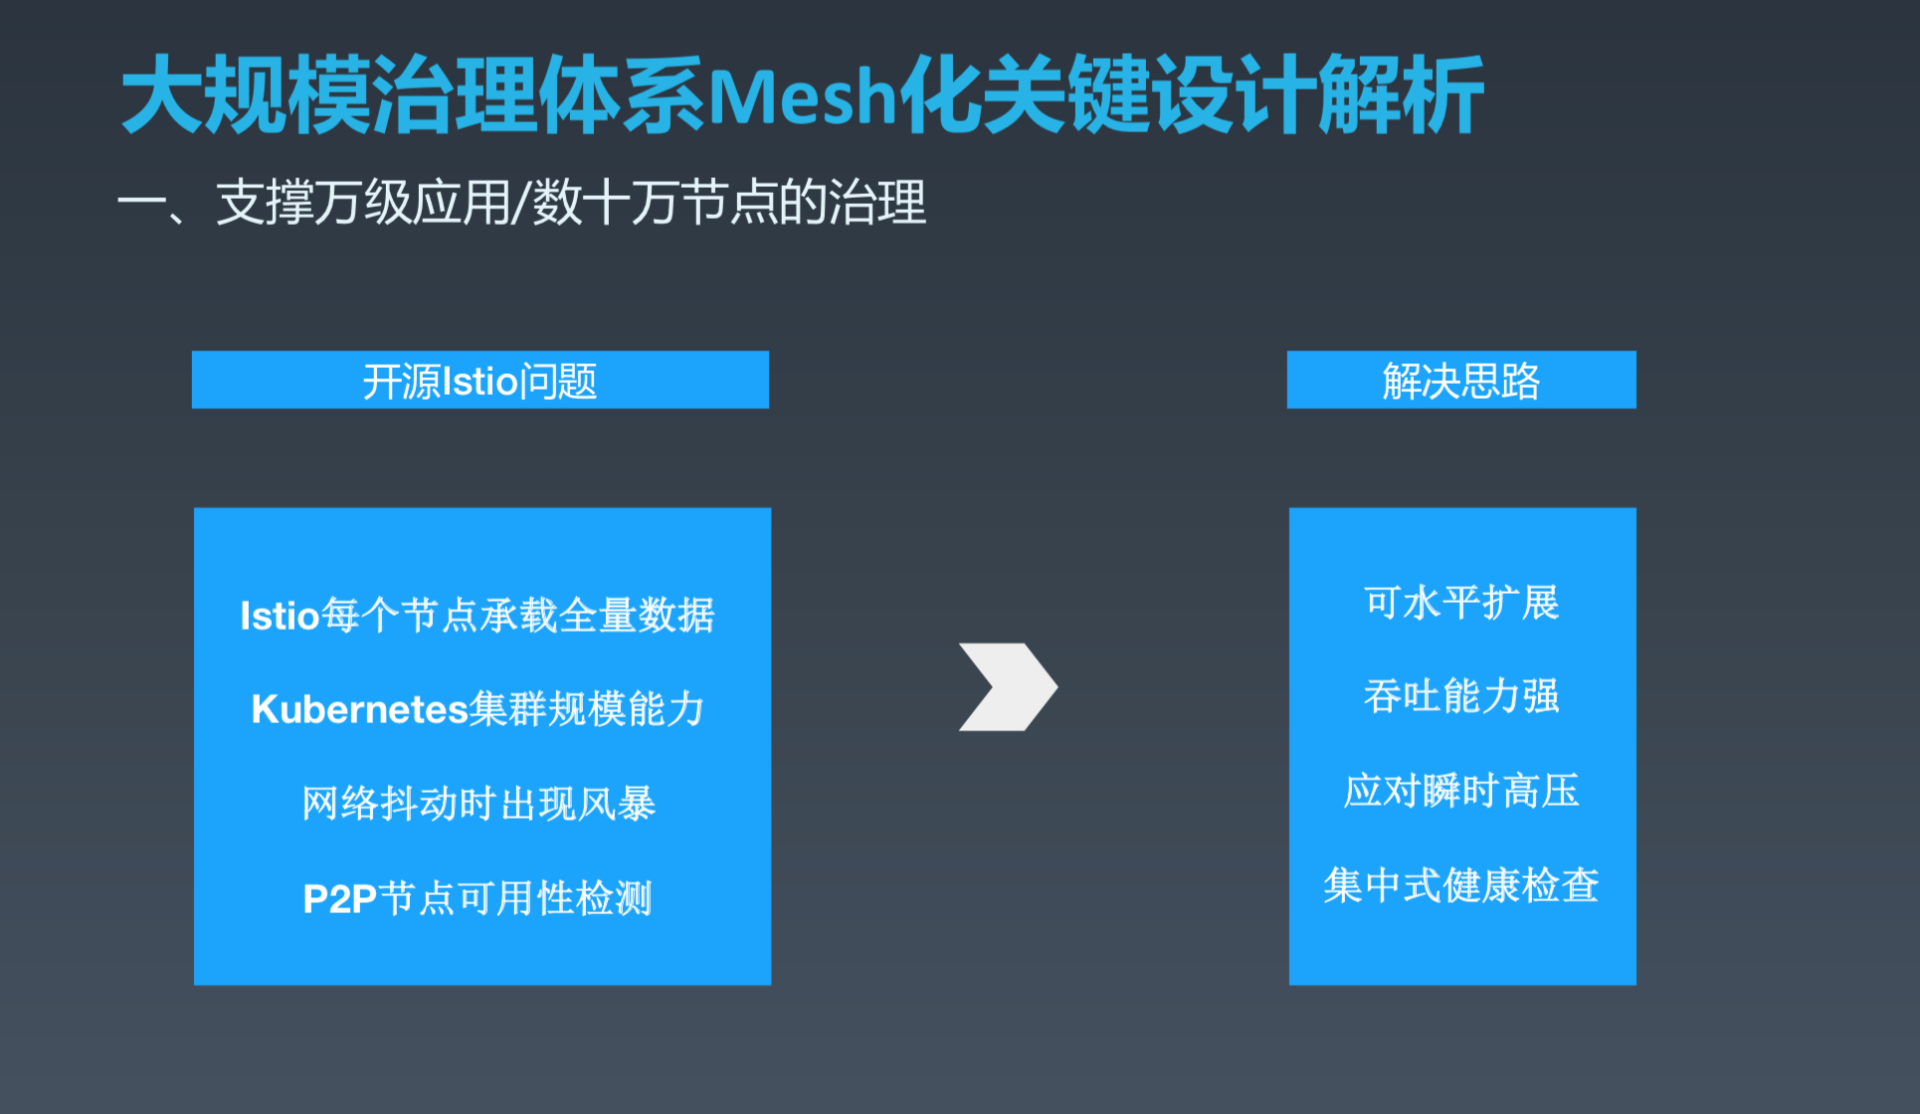 大规模治理体系Mesh化关键设计解析
一、支撑万级应用/数十万节点的治理
开源Istio问题
Istio每个节点承载全量数据
Kubernetes集群规模能力
网络抖动时出现风暴
P2P节点可用性检测
解决思路
可水平扩展
吞吐能力强
应对瞬时高压
集中式健康检查